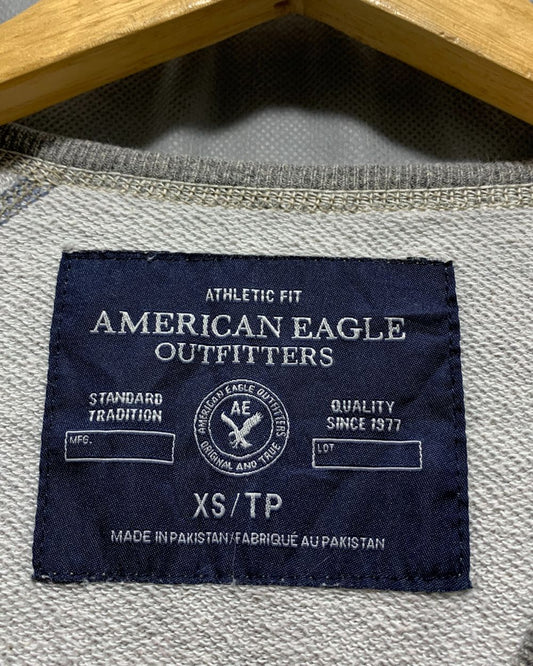 ATHLETIC FIT
AMERICAN EAGLE
OUTFITTERS
STANDARD
TRADITION
MFG.
AMERICAN EAGLE OUTFITTERS
AE
ORIGINAL AND TRUE
QUALITY
SINCE 1977
LOT
XS/TP
MADE IN PAKISTAN/FABRIQUÉ AU PAKISTAN